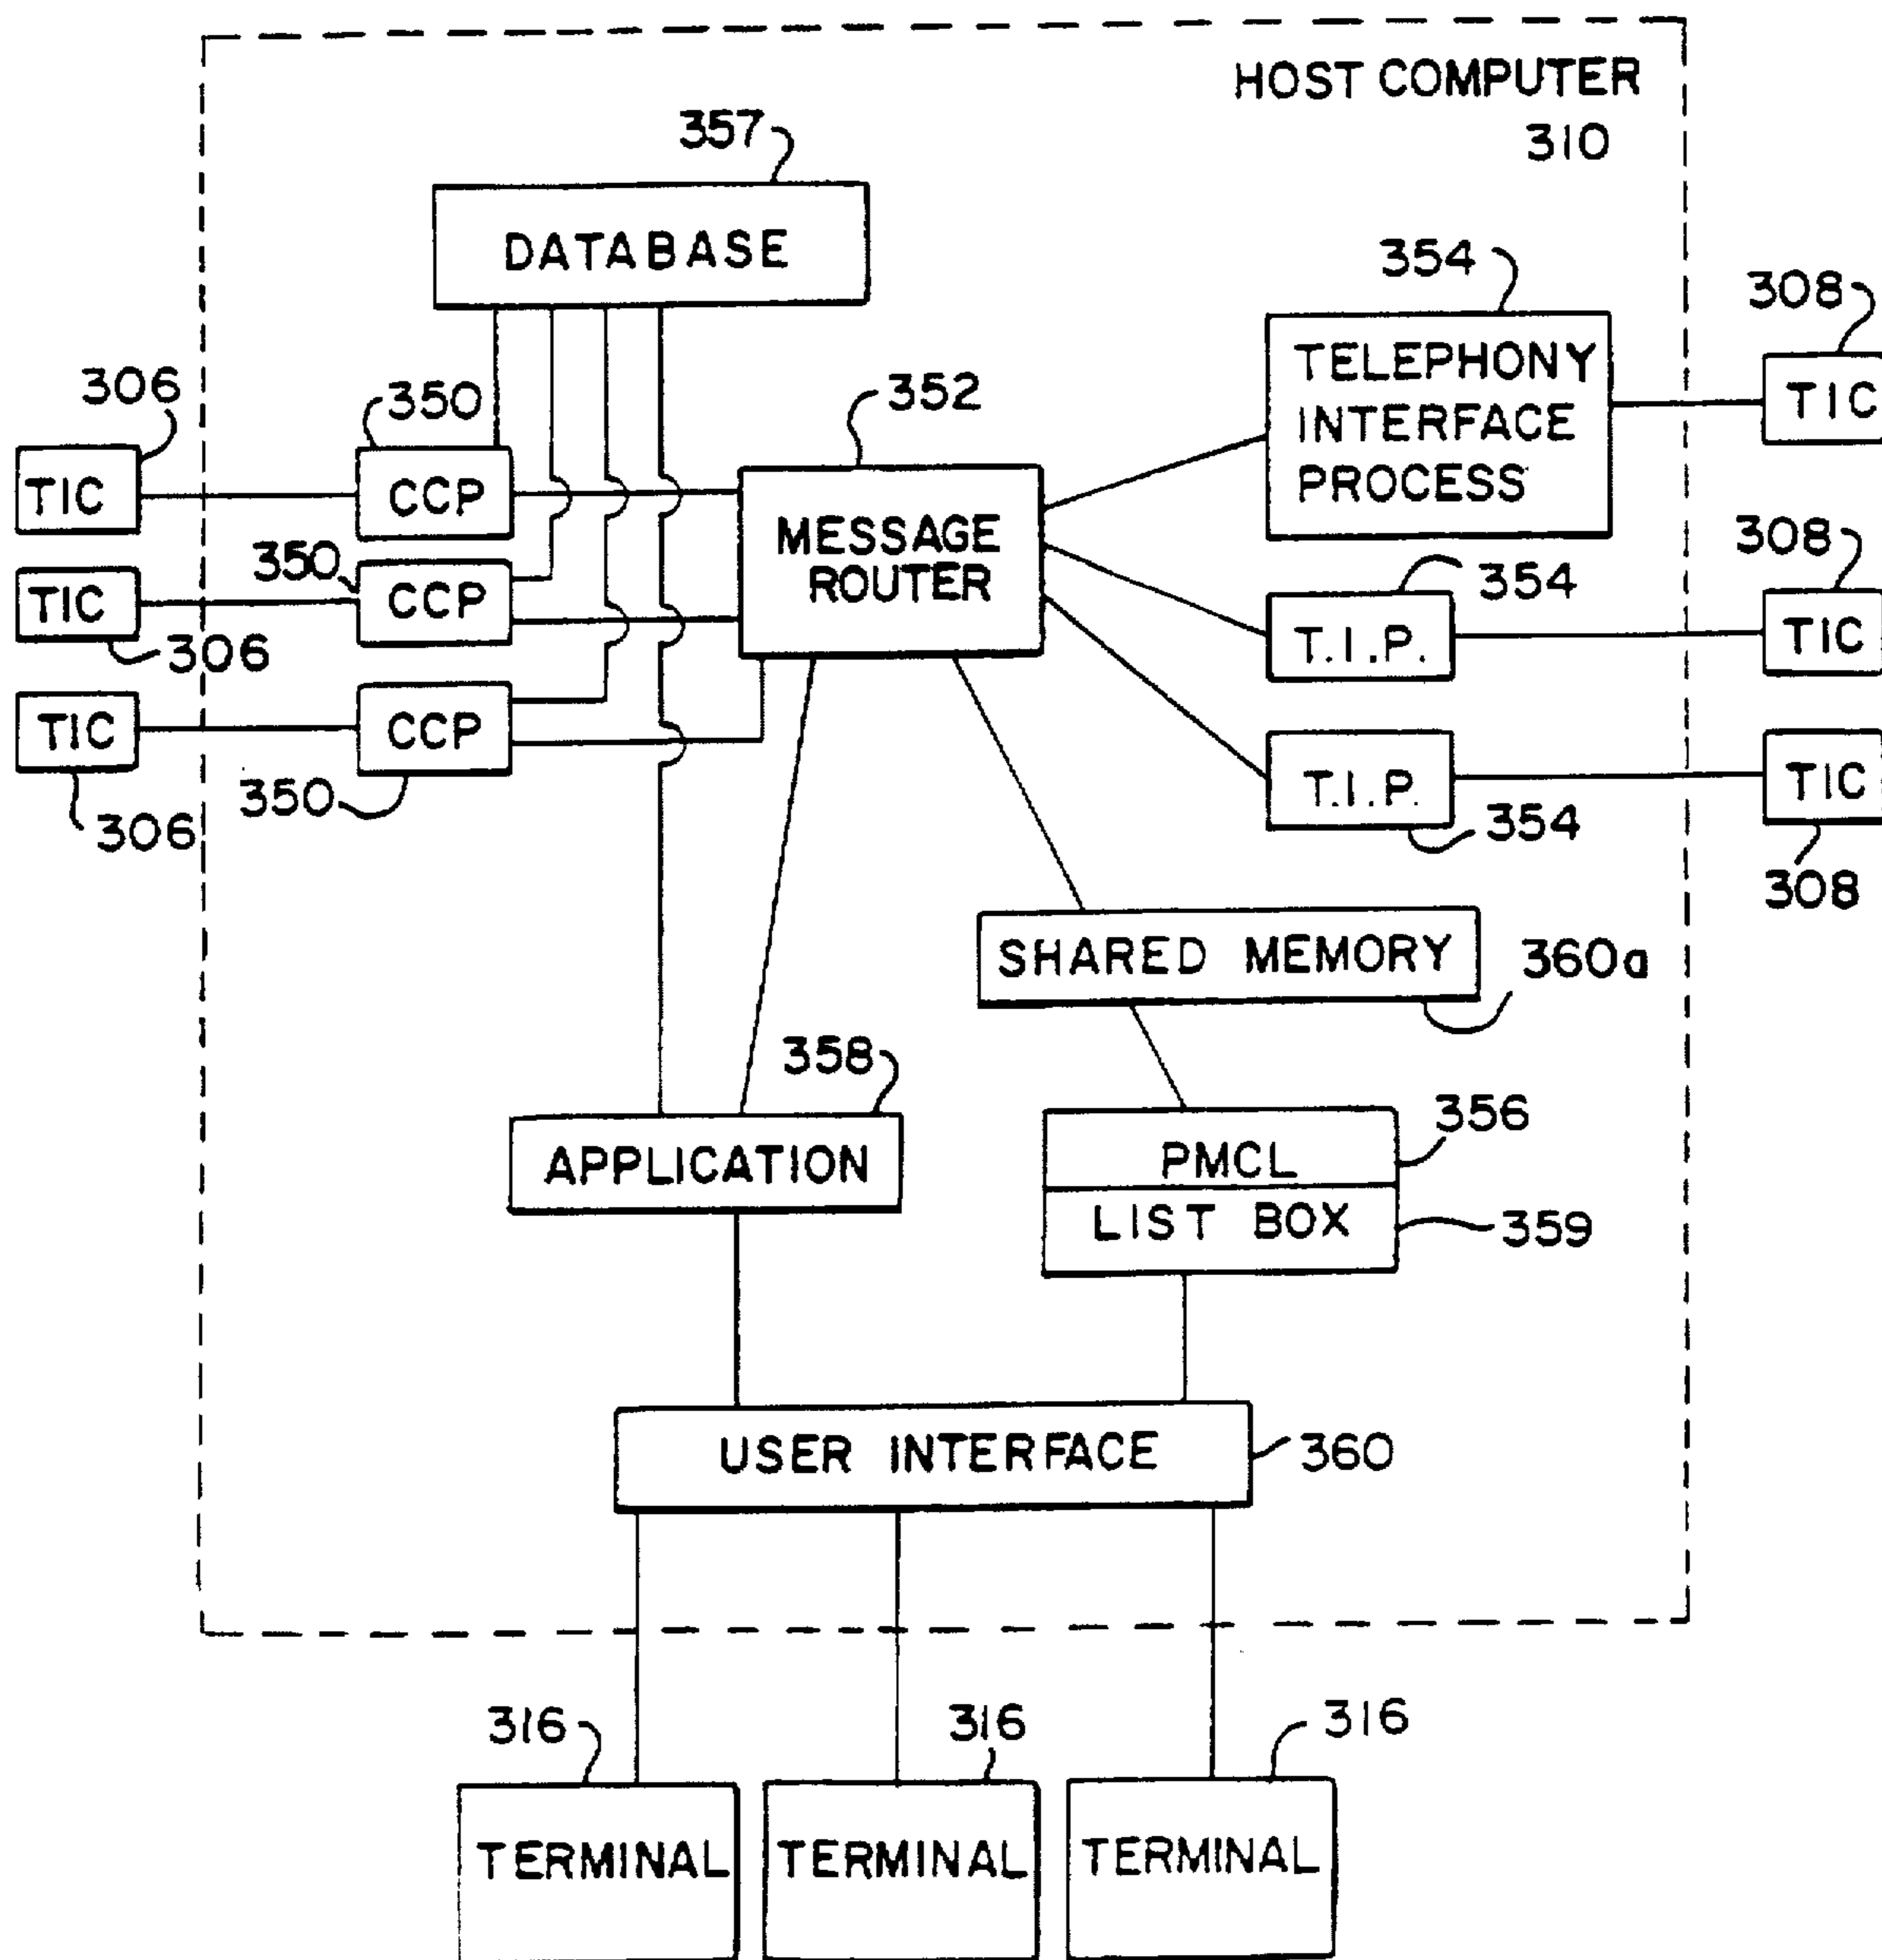 HOST COMPUTER
310
357
DATABASE
354
308
TELEPHONY
INTERFACE
PROCESS
TIC
306
350
352
TIC
CCP
MESSAGE
ROUTER
308
350
354
TIC
CCP
T.I.P.
TIC
306
TIC
CCP
T.I.P.
TIC
350
354
306
308
SHARED MEMORY
360a
358
356
APPLICATION
PMCL
LIST BOX
359
USER INTERFACE
360
316
316
316
TERMINAL
TERMINAL
TERMINAL